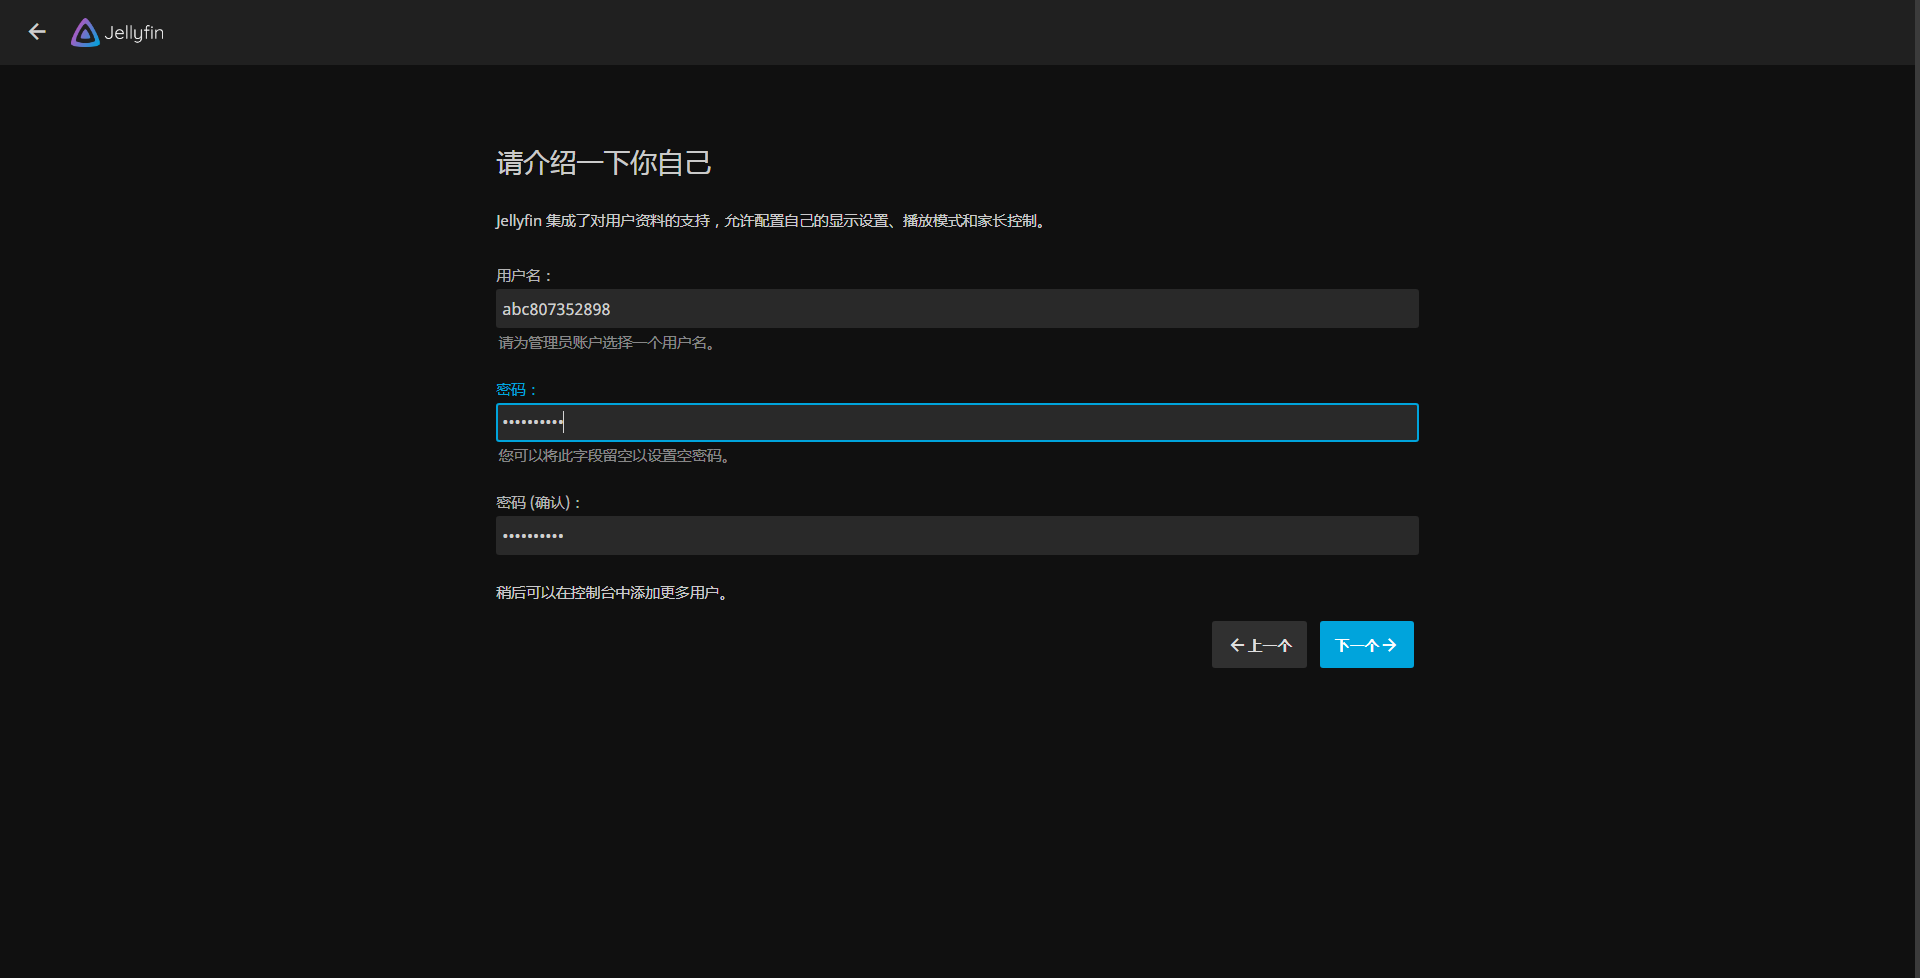 Jellyfin
请介绍一下你自己
Jellyfin 集成了对用户资料的支持，允许配置自己的显示设置、播放模式和家长控制。
用户名：
abc807352898
请为管理员账户选择一个用户名。
密码：
••••••••••
您可以将此字段留空以设置空密码。
密码 (确认)：
••••••••••
稍后可以在控制台中添加更多用户。
上一个
下一个